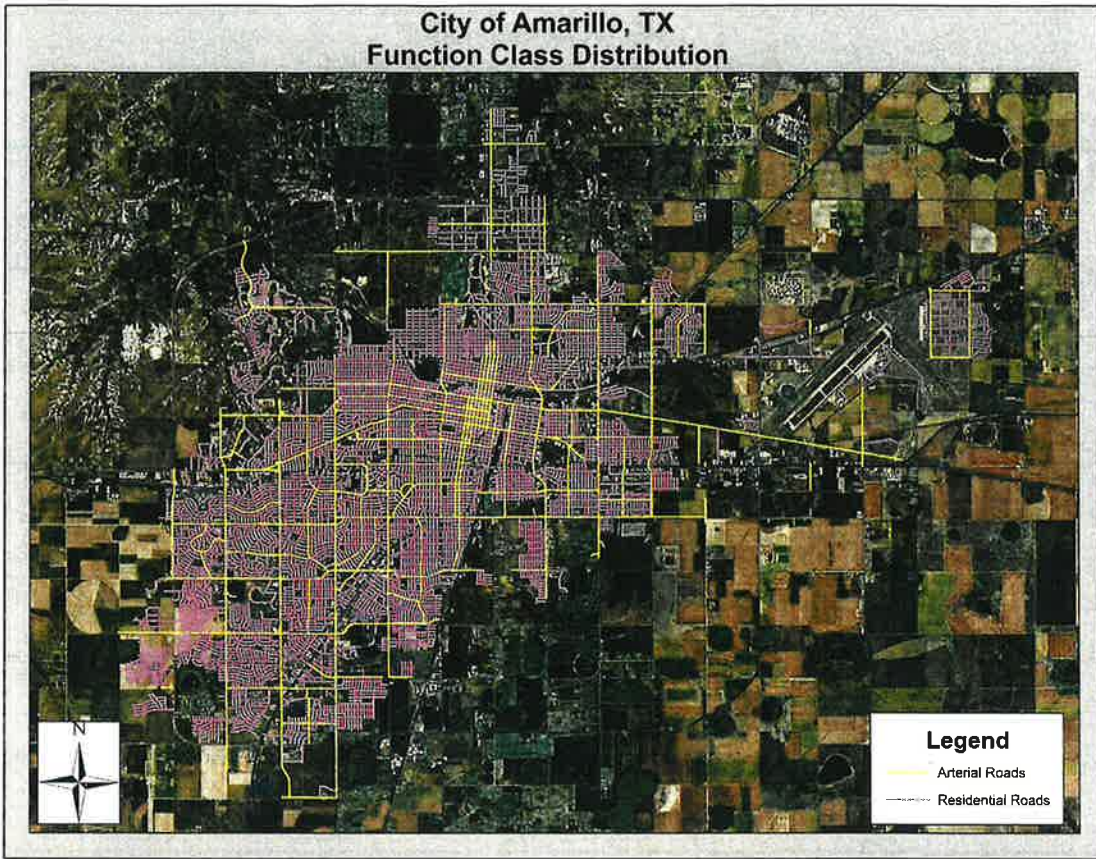 City of Amarillo, TX
Function Class Distribution
N
Legend
Arterial Roads
Residential Roads